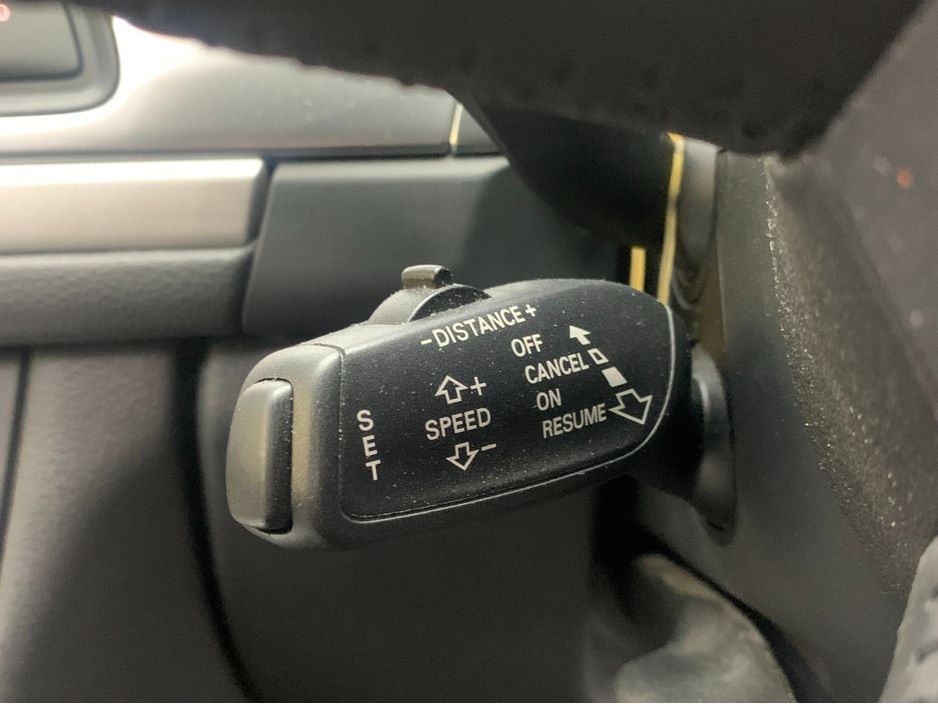 -DISTANCE+
SET
+
SPEED
-
OFF
CANCEL
ON
RESUME